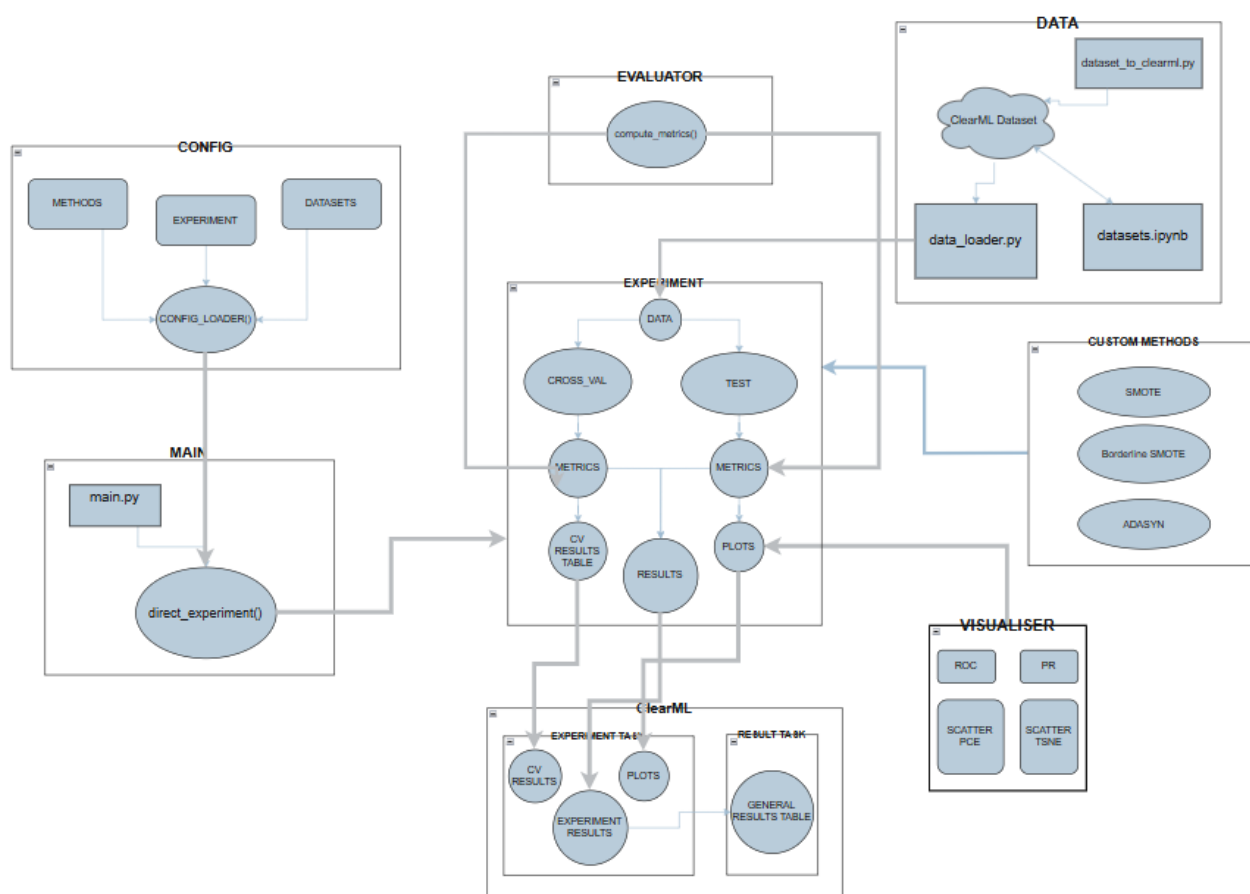 DATA
dataset_to_clearml.py
ClearML Dataset
data_loader.py
datasets.ipynb
EVALUATOR
compute_metrics()
CONFIG
METHODS
EXPERIMENT
DATASETS
CONFIG_LOADER()
EXPERIMENT
DATA
CROSS_VAL
TEST
METRICS
METRICS
CV
RESULTS
TABLE
RESULTS
PLOTS
CUSTOM METHODS
SMOTE
Borderline SMOTE
ADASYN
MAIN
main.py
direct_experiment()
VISUALISER
ROC
PR
SCATTER
PCE
SCATTER
TSNE
ClearML
EXPERIMENT TAS
CV
RESULTS
PLOTS
EXPERIMENT
RESULTS
RESULT TASK
GENERAL
RESULTS TABLE